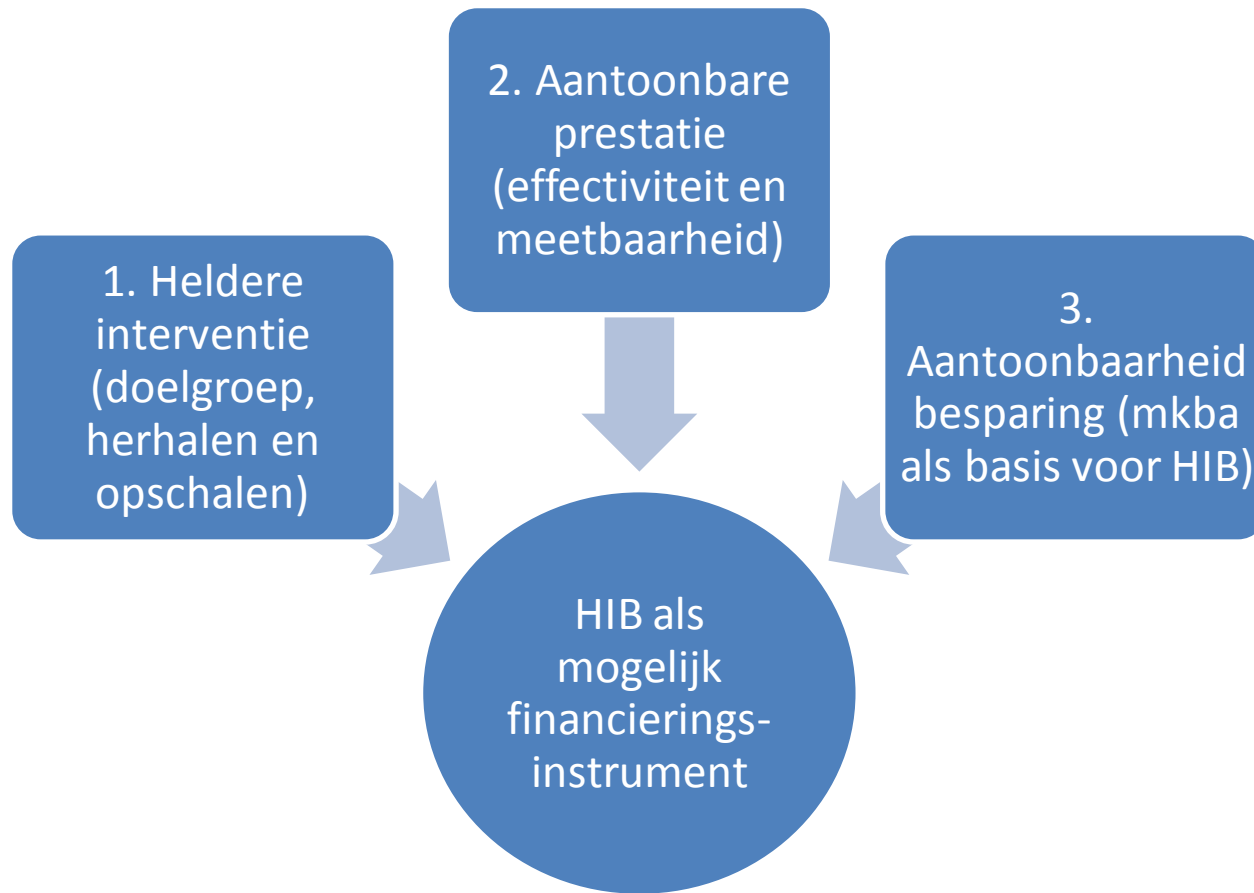 1. Heldere
interventie
(doelgroep,
herhalen en
opschalen)
2. Aantoonbare
prestatie
(effectiviteit en
meetbaarheid)
3.
Aantoonbaarheid
besparing (mkba
als basis voor HIB)
HIB als
mogelijk
financierings-
instrument